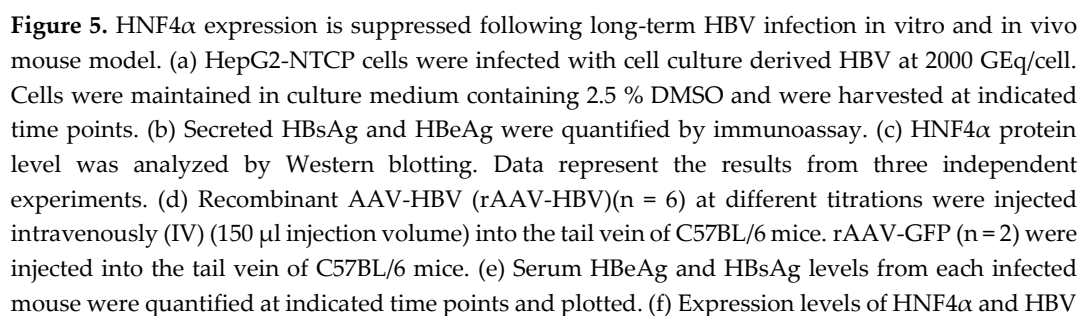 Figure 5. HNF4α expression is suppressed following long-term HBV infection in vitro and in vivo
mouse model. (a) HepG2-NTCP cells were infected with cell culture derived HBV at 2000 GEq/cell.
Cells were maintained in culture medium containing 2.5 % DMSO and were harvested at indicated
time points. (b) Secreted HBsAg and HBeAg were quantified by immunoassay. (c) HNF4α protein
level was analyzed by Western blotting. Data represent the results from three independent
experiments. (d) Recombinant AAV-HBV (rAAV-HBV)(n = 6) at different titrations were injected
intravenously (IV) (150 µl injection volume) into the tail vein of C57BL/6 mice. rAAV-GFP (n = 2) were
injected into the tail vein of C57BL/6 mice. (e) Serum HBeAg and HBsAg levels from each infected
mouse were quantified at indicated time points and plotted. (f) Expression levels of HNF4α and HBV